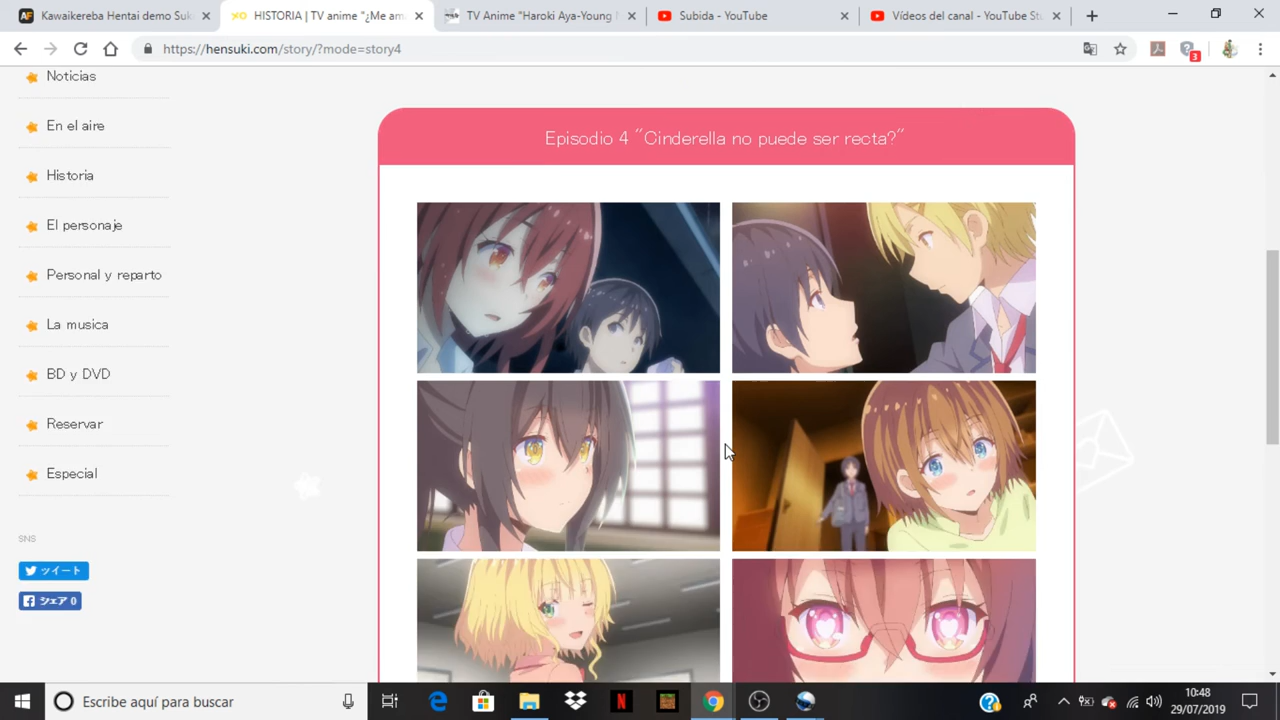 Kawaikereba Hentai demo Suk
HISTORIA | TV anime "¿Me am
TV Anime "Haroki Aya-Young M
Subida - YouTube
Vídeos del canal - YouTube Stu
https://hensuki.com/story/?mode=story4
3
Noticias
En el aire
Historia
El personaje
Personal y reparto
La musica
BD y DVD
Reservar
Especial
SNS
ツイート
シェア 0
Episodio 4 "Cinderella no puede ser recta?"
Escribe aquí para buscar
10:48
29/07/2019